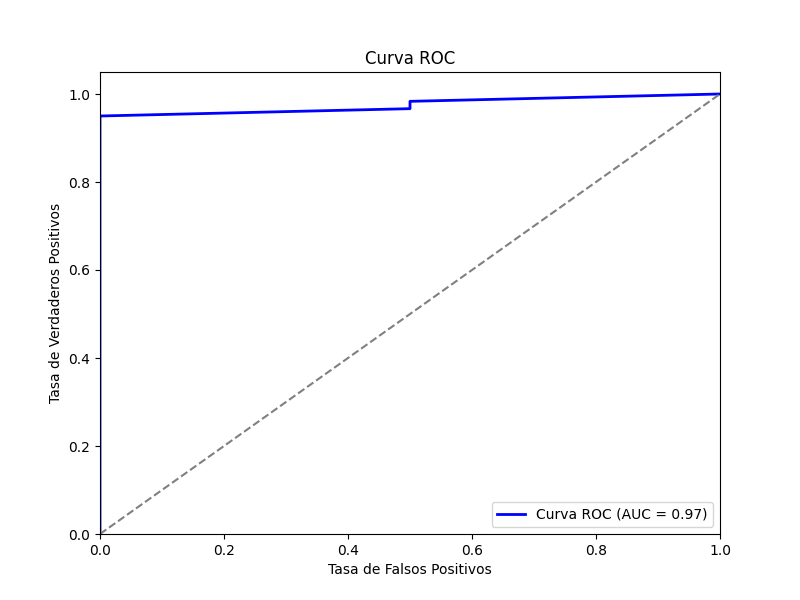 Curva ROC
1.0
0.8
0.6
0.4
0.2
0.0
Tasa de Verdaderos Positivos
Curva ROC (AUC = 0.97)
0.0 0.2 0.4 0.6 0.8 1.0
Tasa de Falsos Positivos